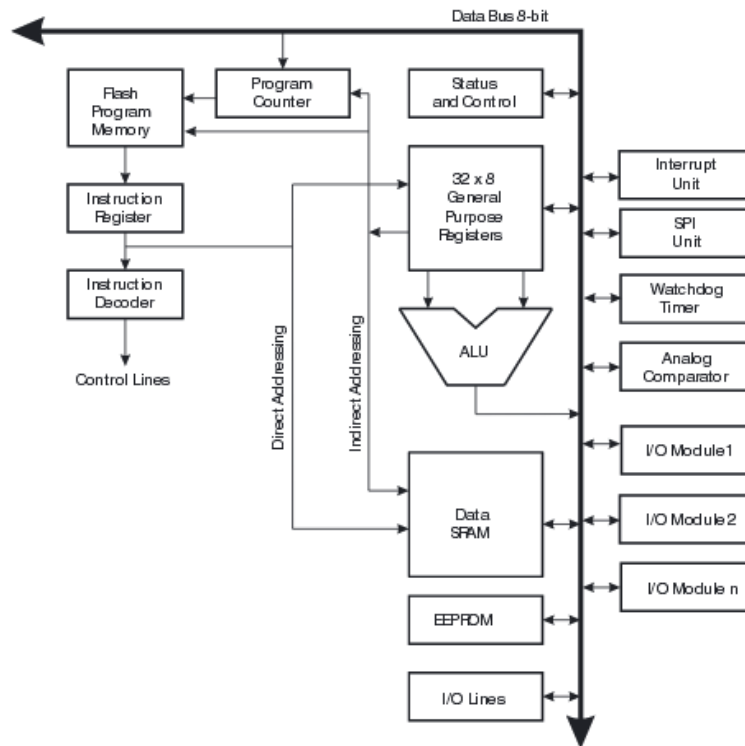 Data Bus 8-bit
Flash
Program
Memory
Program
Counter
Status
and Control
32 x 8
General
Purpose
Registers
Interrupt
Unit
Instruction
Register
SPI
Unit
Instruction
Decoder
Watchdog
Timer
ALU
Analog
Comparator
Control Lines
Direct Addressing
Indirect Addressing
I/O Module1
Data
SRAM
I/O Module 2
I/O Module n
EEPROM
I/O Lines